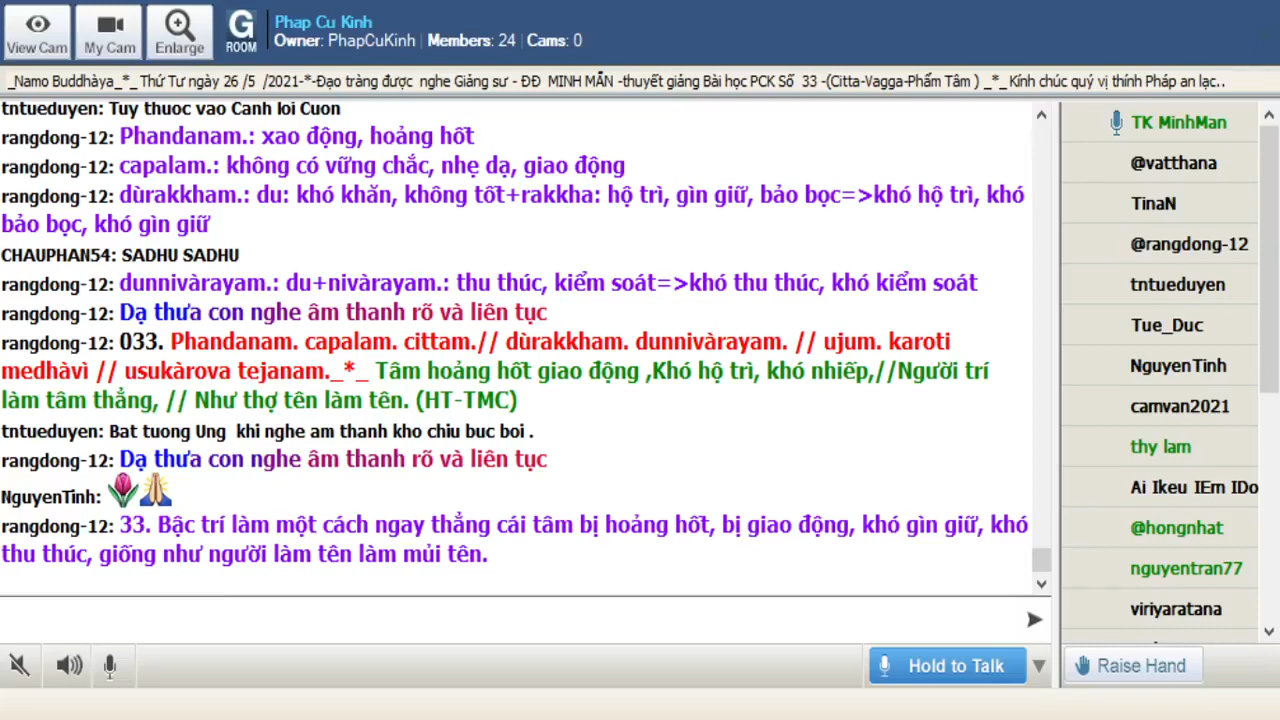 View Cam
My Cam
Enlarge
G
ROOM
Phap Cu Kinh
Owner: PhapCuKinh | Members: 24 | Cams: 0
_Namo Buddhàya_*_ Thứ Tư ngày 26 /5 /2021-*-Đạo tràng được nghe Giảng sư - ĐĐ MINH MẪN -thuyết giảng Bài học PCK Số 33 -(Citta-Vagga-Phẩm Tâm ) _*_Kính chúc quý vị thính Pháp an lạc..
tntueduyen: Tuy thuoc vao Canh loi Cuon
rangdong-12: Phandanam.: xao động, hoảng hốt
rangdong-12: capalam.: không có vững chắc, nhẹ dạ, giao động
rangdong-12: dùrakkham.: du: khó khăn, không tốt+rakkha: hộ trì, gìn giữ, bảo bọc=>khó hộ trì, khó
bảo bọc, khó gìn giữ
CHAUPHAN54: SADHU SADHU
rangdong-12: dunnivàrayam.: du+nivàrayam.: thu thúc, kiểm soát=>khó thu thúc, khó kiểm soát
rangdong-12: Dạ thưa con nghe âm thanh rõ và liên tục
rangdong-12: 033. Phandanam. capalam. cittam.// dùrakkham. dunnivàrayam. // ujum. karoti
medhàvì // usukàrova tejanam._*_ Tâm hoảng hốt giao động ,Khó hộ trì, khó nhiếp,//Người trí
làm tâm thẳng, // Như thợ tên làm tên. (HT-TMC)
tntueduyen: Bat tuong Ung khi nghe am thanh kho chiu buc boi .
rangdong-12: Dạ thưa con nghe âm thanh rõ và liên tục
NguyenTinh:
rangdong-12: 33. Bậc trí làm một cách ngay thẳng cái tâm bị hoảng hốt, bị giao động, khó gìn giữ, khó
thu thúc, giống như người làm tên làm mủi tên.
TK MinhMan
@vatthana
TinaN
@rangdong-12
tntueduyen
Tue_Duc
NguyenTinh
camvan2021
thy lam
Ai Ikeu IEm IDo
@hongnhat
nguyentran77
viriyaratana
Hold to Talk
Raise Hand